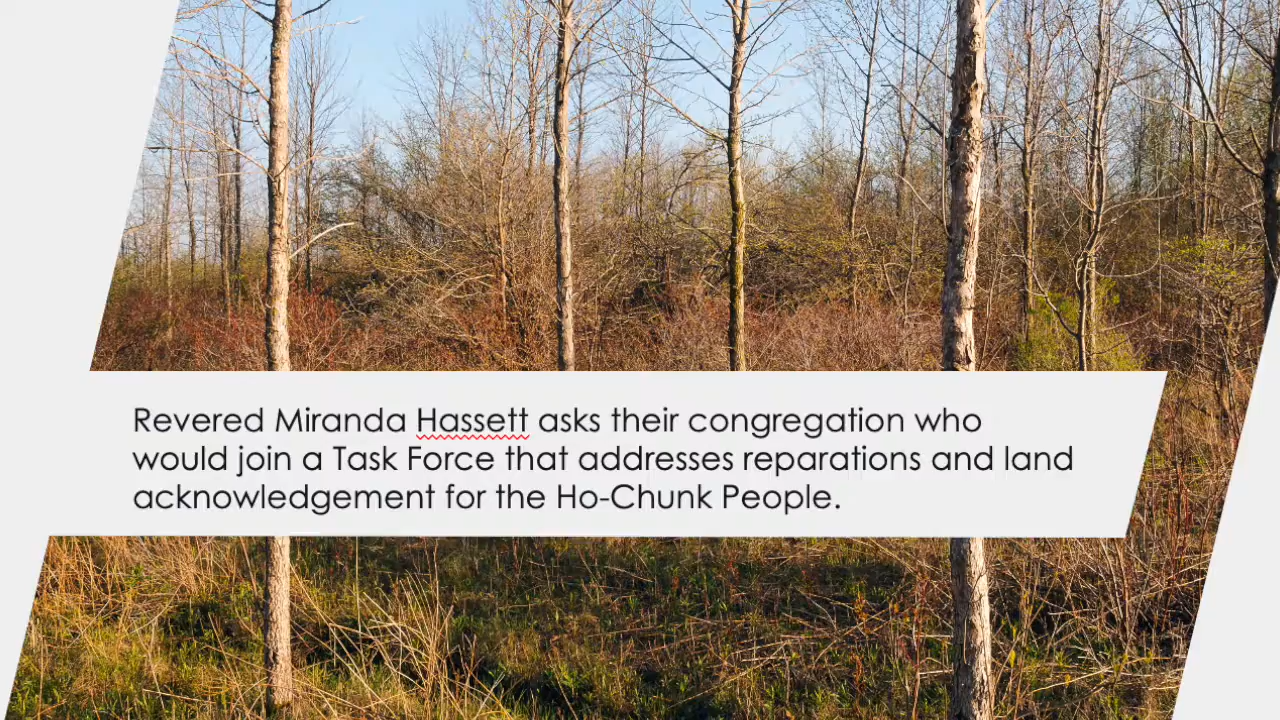 Revered Miranda Hassett asks their congregation who
would join a Task Force that addresses reparations and land
acknowledgement for the Ho-Chunk People.